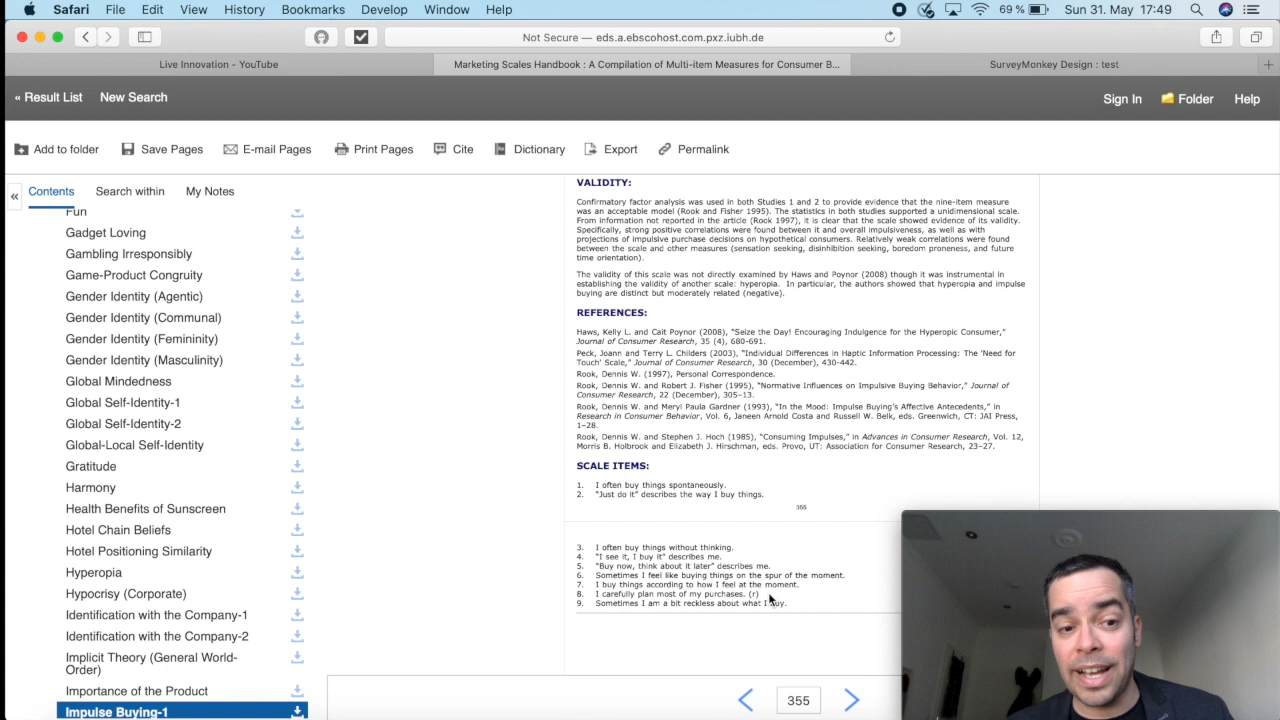 Safari File Edit View History Bookmarks Develop Window Help 69 % Sun 31. May 17:49
Not Secure — eds.a.ebscohost.com.pxz.iubh.de
Live Innovation - YouTube
Marketing Scales Handbook : A Compilation of Multi-item Measures for Consumer B...
SurveyMonkey Design : test
« Result List New Search Sign In Folder Help
Add to folder Save Pages E-mail Pages Print Pages Cite Dictionary Export Permalink
« Contents Search within My Notes
Fun
Gadget Loving
Gambling Irresponsibly
Game-Product Congruity
Gender Identity (Agentic)
Gender Identity (Communal)
Gender Identity (Femininity)
Gender Identity (Masculinity)
Global Mindedness
Global Self-Identity-1
Global Self-Identity-2
Global-Local Self-Identity
Gratitude
Harmony
Health Benefits of Sunscreen
Hotel Chain Beliefs
Hotel Positioning Similarity
Hyperopia
Hypocrisy (Corporate)
Identification with the Company-1
Identification with the Company-2
Implicit Theory (General World-
Order)
Importance of the Product
Impulse Buying-1
VALIDITY:
Confirmatory factor analysis was used in both Studies 1 and 2 to provide evidence that the nine-item measure
was an acceptable model (Rook and Fisher 1995). The statistics in both studies supported a unidimensional scale.
From information not reported in the article (Rook 1997), it is clear that the scale showed evidence of its validity.
Specifically, strong positive correlations were found between it and overall impulsiveness, as well as with
projections of impulsive purchase decisions on hypothetical consumers. Relatively weak correlations were found
between the scale and other measures (sensation seeking, disinhibition seeking, boredom proneness, and future
time orientation).
The validity of this scale was not directly examined by Haws and Poynor (2008) though it was instrumental in
establishing the validity of another scale: hyperopia. In particular, the authors showed that hyperopia and impulse
buying are distinct but moderately related (negative).
REFERENCES:
Haws, Kelly L. and Cait Poynor (2008), “Seize the Day! Encouraging Indulgence for the Hyperopic Consumer,”
Journal of Consumer Research, 35 (4), 680-691.
Peck, Joann and Terry L. Childers (2003), “Individual Differences in Haptic Information Processing: The ‘Need for
Touch’ Scale,” Journal of Consumer Research, 30 (December), 430-442.
Rook, Dennis W. (1997), Personal Correspondence.
Rook, Dennis W. and Robert J. Fisher (1995), “Normative Influences on Impulsive Buying Behavior,” Journal of
Consumer Research, 22 (December), 305–13.
Rook, Dennis W. and Meryl Paula Gardner (1993), “In the Mood: Impulse Buying’s Affective Antecedents,” in
Research in Consumer Behavior, Vol. 6, Janeen Arnold Costa and Russell W. Belk, eds. Greenwich, CT: JAI Press,
1–28.
Rook, Dennis W. and Stephen J. Hoch (1985), “Consuming Impulses,” in Advances in Consumer Research, Vol. 12,
Morris B. Holbrook and Elizabeth J. Hirschman, eds. Provo, UT: Association for Consumer Research, 23–27.
SCALE ITEMS:
1. I often buy things spontaneously.
2. “Just do it” describes the way I buy things.
355
3. I often buy things without thinking.
4. “I see it, I buy it” describes me.
5. “Buy now, think about it later” describes me.
6. Sometimes I feel like buying things on the spur of the moment.
7. I buy things according to how I feel at the moment.
8. I carefully plan most of my purchases. (r)
9. Sometimes I am a bit reckless about what I buy.
355